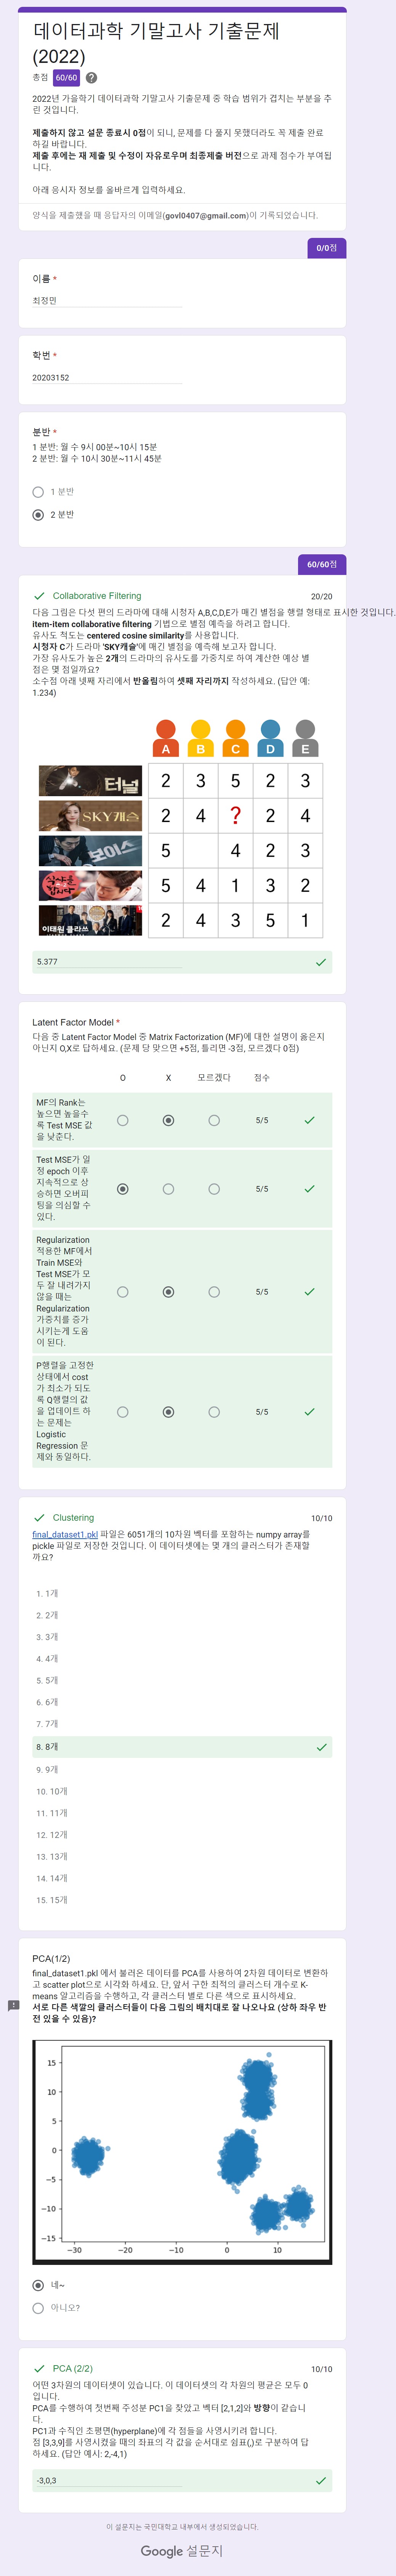 데이터과학 기말고사 기출문제
(2022)
총점 60/60 ?
2022년 가을학기 데이터과학 기말고사 기출문제 중 학습 범위가 겹치는 부분을 추
린 것입니다.
제출하지 않고 설문 종료시 0점이 되니, 문제를 다 풀지 못했더라도 꼭 제출 완료
하길 바랍니다.
제출 후에는 재 제출 및 수정이 자유로우며 최종제출 버전으로 과제 점수가 부여됩
니다.
아래 응시자 정보를 올바르게 입력하세요.
양식을 제출했을 때 응답자의 이메일(govl0407@gmail.com)이 기록되었습니다.
0/0점
이름 *
최정민
학번 *
20203152
분반 *
1 분반: 월 수 9시 00분~10시 15분
2 분반: 월 수 10시 30분~11시 45분
1 분반
2 분반
60/60점
Collaborative Filtering 20/20
다음 그림은 다섯 편의 드라마에 대해 시청자 A,B,C,D,E가 매긴 별점을 행렬 형태로 표시한 것입니다.
item-item collaborative filtering 기법으로 별점 예측을 하려고 합니다.
유사도 척도는 centered cosine similarity를 사용합니다.
시청자 C가 드라마 'SKY캐슬'에 매긴 별점을 예측해 보고자 합니다.
가장 유사도가 높은 2개의 드라마의 유사도를 가중치로 하여 계산한 예상 별
점은 몇 점일까요?
소수점 아래 넷째 자리에서 반올림하여 셋째 자리까지 작성하세요. (답안 예:
1.234)
A B C D E
터널 2 3 5 2 3
SKY캐슬 2 4 ? 2 4
보이스 5 4 2 3
5 4 1 3 2
이태원 클라쓰 2 4 3 5 1
5.377
Latent Factor Model *
다음 중 Latent Factor Model 중 Matrix Factorization (MF)에 대한 설명이 옳은지
아닌지 O,X로 답하세요. (문제 당 맞으면 +5점, 틀리면 -3점, 모르겠다 0점)
O X 모르겠다 점수
MF의 Rank는
높으면 높을수
록 Test MSE 값
을 낮춘다.
5/5
Test MSE가 일
정 epoch 이후
지속적으로 상
승하면 오버피
팅을 의심할 수
있다.
5/5
Regularization
적용한 MF에서
Train MSE와
Test MSE가 모
두 잘 내려가지
않을 때는
Regularization
가중치를 증가
시키는게 도움
이 된다.
5/5
P행렬을 고정한
상태에서 cost
가 최소가 되도
록 Q행렬의 값
을 업데이트 하
는 문제는
Logistic
Regression 문
제와 동일하다.
5/5
Clustering 10/10
final_dataset1.pkl 파일은 6051개의 10차원 벡터를 포함하는 numpy array를
pickle 파일로 저장한 것입니다. 이 데이터셋에는 몇 개의 클러스터가 존재할
까요?
1. 1개
2. 2개
3. 3개
4. 4개
5. 5개
6. 6개
7. 7개
8. 8개
9. 9개
10. 10개
11. 11개
12. 12개
13. 13개
14. 14개
15. 15개
PCA(1/2)
final_dataset1.pkl 에서 불러온 데이터를 PCA를 사용하여 2차원 데이터로 변환하
고 scatter plot으로 시각화 하세요. 단, 앞서 구한 최적의 클러스터 개수로 K-
means 알고리즘을 수행하고, 각 클러스터 별로 다른 색으로 표시하세요.
서로 다른 색깔의 클러스터들이 다음 그림의 배치대로 잘 나오나요 (상하 좌우 반
전 있을 수 있음)?
15
10
5
0
−5
−10
−15
−30 −20 −10 0 10
네~
아니오?
PCA (2/2) 10/10
어떤 3차원의 데이터셋이 있습니다. 이 데이터셋의 각 차원의 평균은 모두 0
입니다.
PCA를 수행하여 첫번째 주성분 PC1을 찾았고 벡터 [2,1,2]와 방향이 같습니
다.
PC1과 수직인 초평면(hyperplane)에 각 점들을 사영시키려 합니다.
점 [3,3,9]를 사영시켰을 때의 좌표의 각 값을 순서대로 쉼표(,)로 구분하여 답
하세요. (답안 예시: 2,-4,1)
-3,0,3
이 설문지는 국민대학교 내부에서 생성되었습니다.
Google 설문지